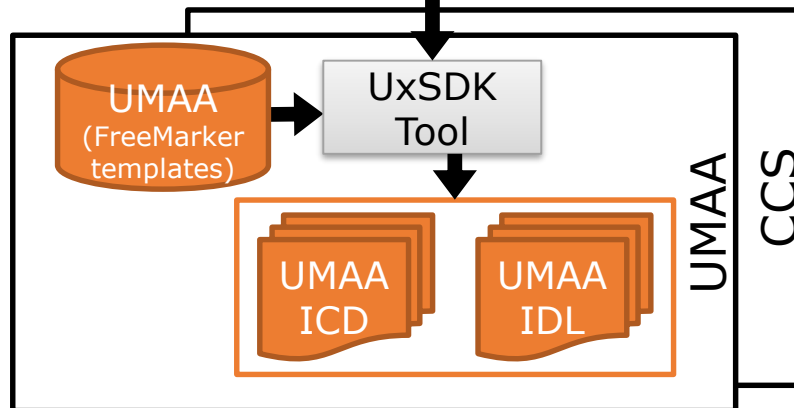 UMAA
(FreeMarker
templates)
UxSDK
Tool
UMAA
ICD
UMAA
IDL
UMAA
CCS